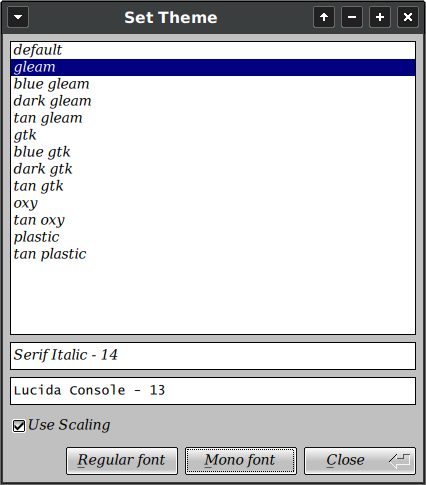 Set Theme
default
gleam
blue gleam
dark gleam
tan gleam
gtk
blue gtk
dark gtk
tan gtk
oxy
tan oxy
plastic
tan plastic
Serif Italic - 14
Lucida Console - 13
Use Scaling
Regular font Mono font Close